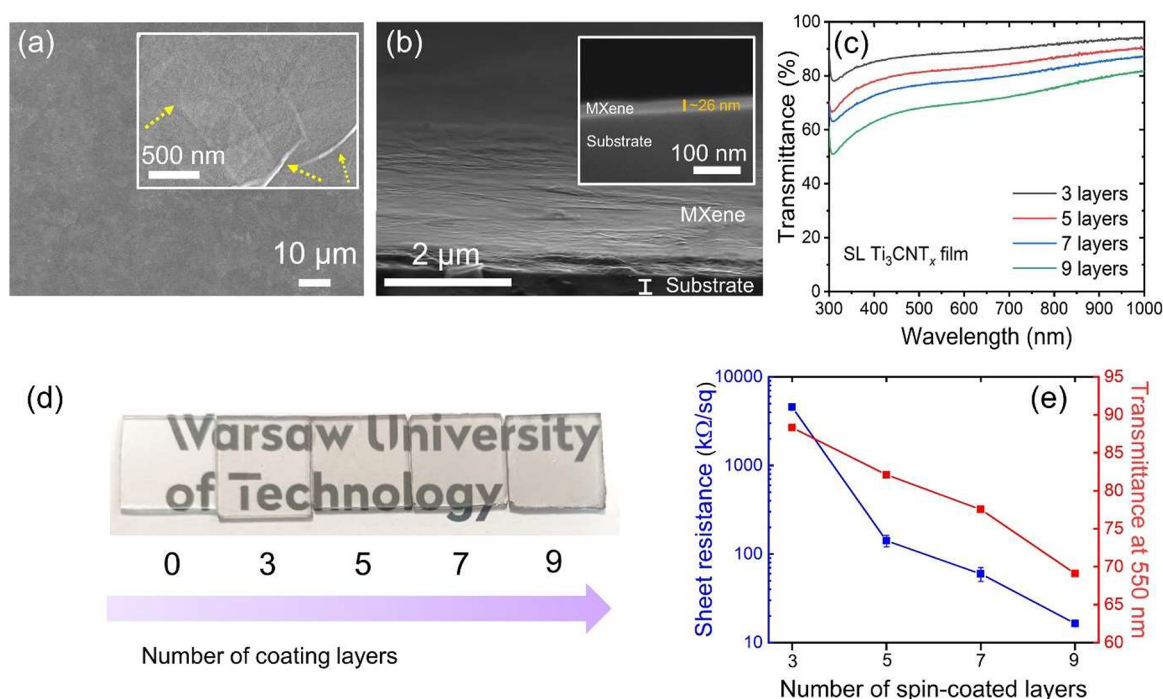 (a)
500 nm
10 µm
(b)
MXene
~26 nm
Substrate
100 nm
MXene
2 µm
Substrate
(c)
Transmittance (%)
100
80
60
40
20
0
3 layers
5 layers
7 layers
9 layers
SL Ti₃CNTₓ film
300 400 500 600 700 800 900 1000
Wavelength (nm)
(d)
Warsaw University
of Technology
0 3 5 7 9
Number of coating layers
(e)
Sheet resistance (kΩ/sq)
10000
1000
100
10
Transmittance at 550 nm
95
90
85
80
75
70
65
60
3 5 7 9
Number of spin-coated layers